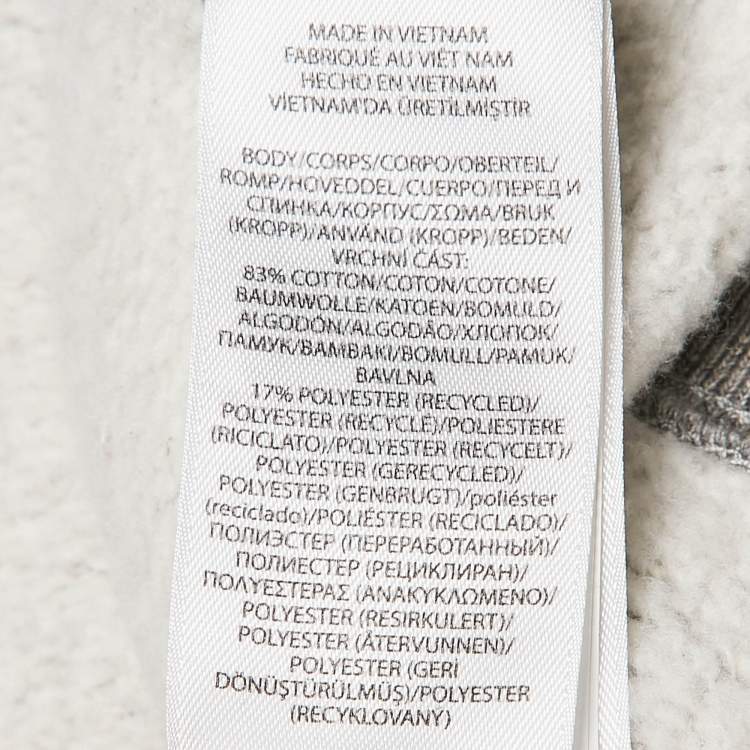 MADE IN VIETNAM
FABRIQUÉ AU VIÊT NAM
HECHO EN VIETNAM
VİETNAM'DA ÜRETİLMİŞTİR
BODY/CORPS/CORPO/OBERTEIL/
ROMP/HOVEDDEL/CUERPO/ПЕРЕД И
СПИНКА/КОРПУС/ΣΩΜΑ/BRUK
(KROPP)/ANVÄND (KROPP)/BEDEN/
VRCHNÍ ČÁST:
83% COTTON/COTON/COTONE/
BAUMWOLLE/KATOEN/BOMULD/
ALGODÓN/ALGODÃO/ХЛОПОК/
ПАМУК/ΒΑΜΒΑΚΙ/BOMULL/PAMUK/
BAVLNA
17% POLYESTER (RECYCLED)/
POLYESTER (RECYCLÉ)/POLIESTERE
(RICICLATO)/POLYESTER (RECYCELT)/
POLYESTER (GERECYCLED)/
POLYESTER (GENBRUGT)/poliéster
(reciclado)/POLIÉSTER (RECICLADO)/
ПОЛИЭСТЕР (ПЕРЕРАБОТАННЫЙ)/
ПОЛИЕСТЕР (РЕЦИКЛИРАН)/
ΠΟΛΥΕΣΤΕΡΑΣ (ΑΝΑΚΥΚΛΩΜΕΝΟ)/
POLYESTER (RESIRKULERT)/
POLYESTER (ÅTERVUNNEN)/
POLYESTER (GERİ
DÖNÜŞTÜRÜLMÜŞ)/POLYESTER
(RECYKLOVANY)